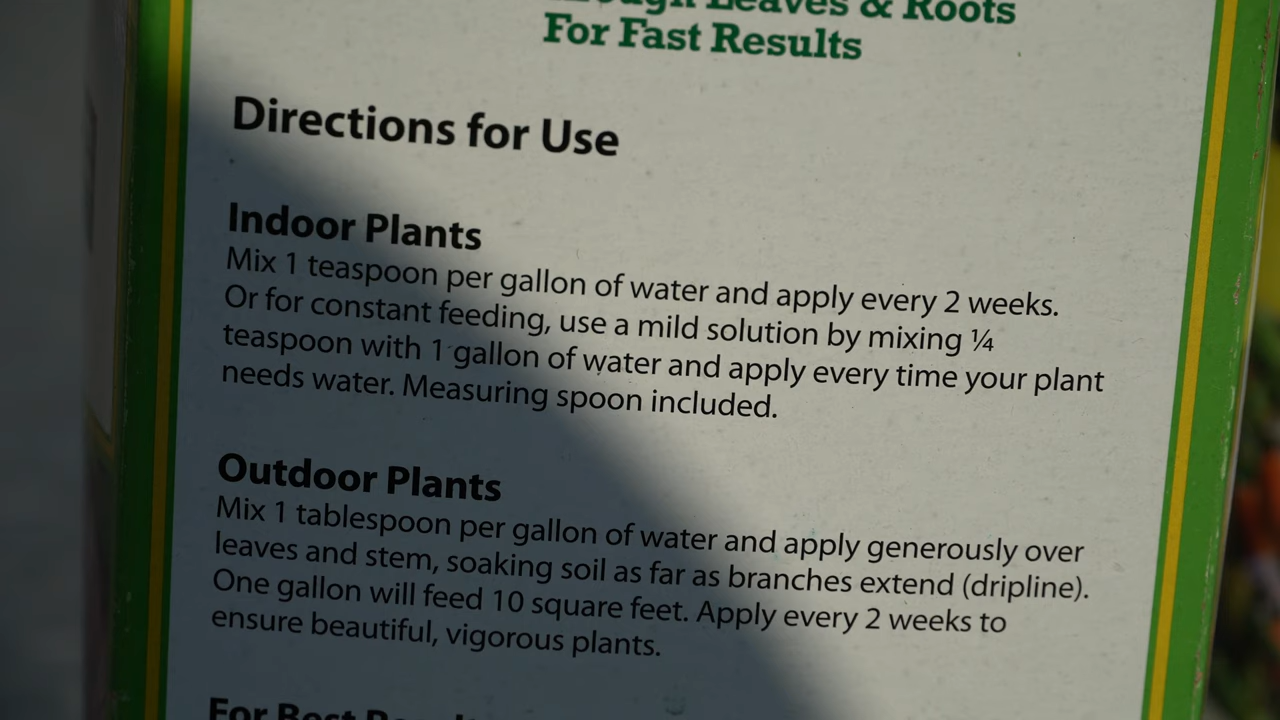 Leaves & Roots
For Fast Results
Directions for Use
Indoor Plants
Mix 1 teaspoon per gallon of water and apply every 2 weeks.
Or for constant feeding, use a mild solution by mixing ¼
teaspoon with 1 gallon of water and apply every time your plant
needs water. Measuring spoon included.
Outdoor Plants
Mix 1 tablespoon per gallon of water and apply generously over
leaves and stem, soaking soil as far as branches extend (dripline).
One gallon will feed 10 square feet. Apply every 2 weeks to
ensure beautiful, vigorous plants.
For Best